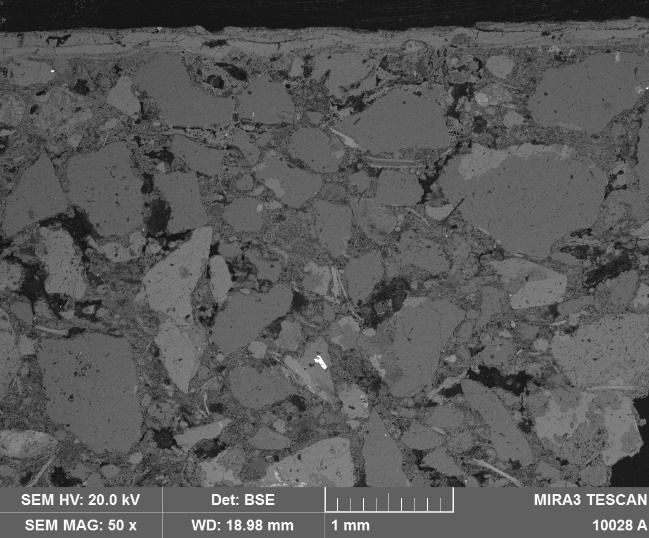 SEM HV: 20.0 kV Det: BSE MIRA3 TESCAN
SEM MAG: 50 x WD: 18.98 mm 1 mm 10028 A